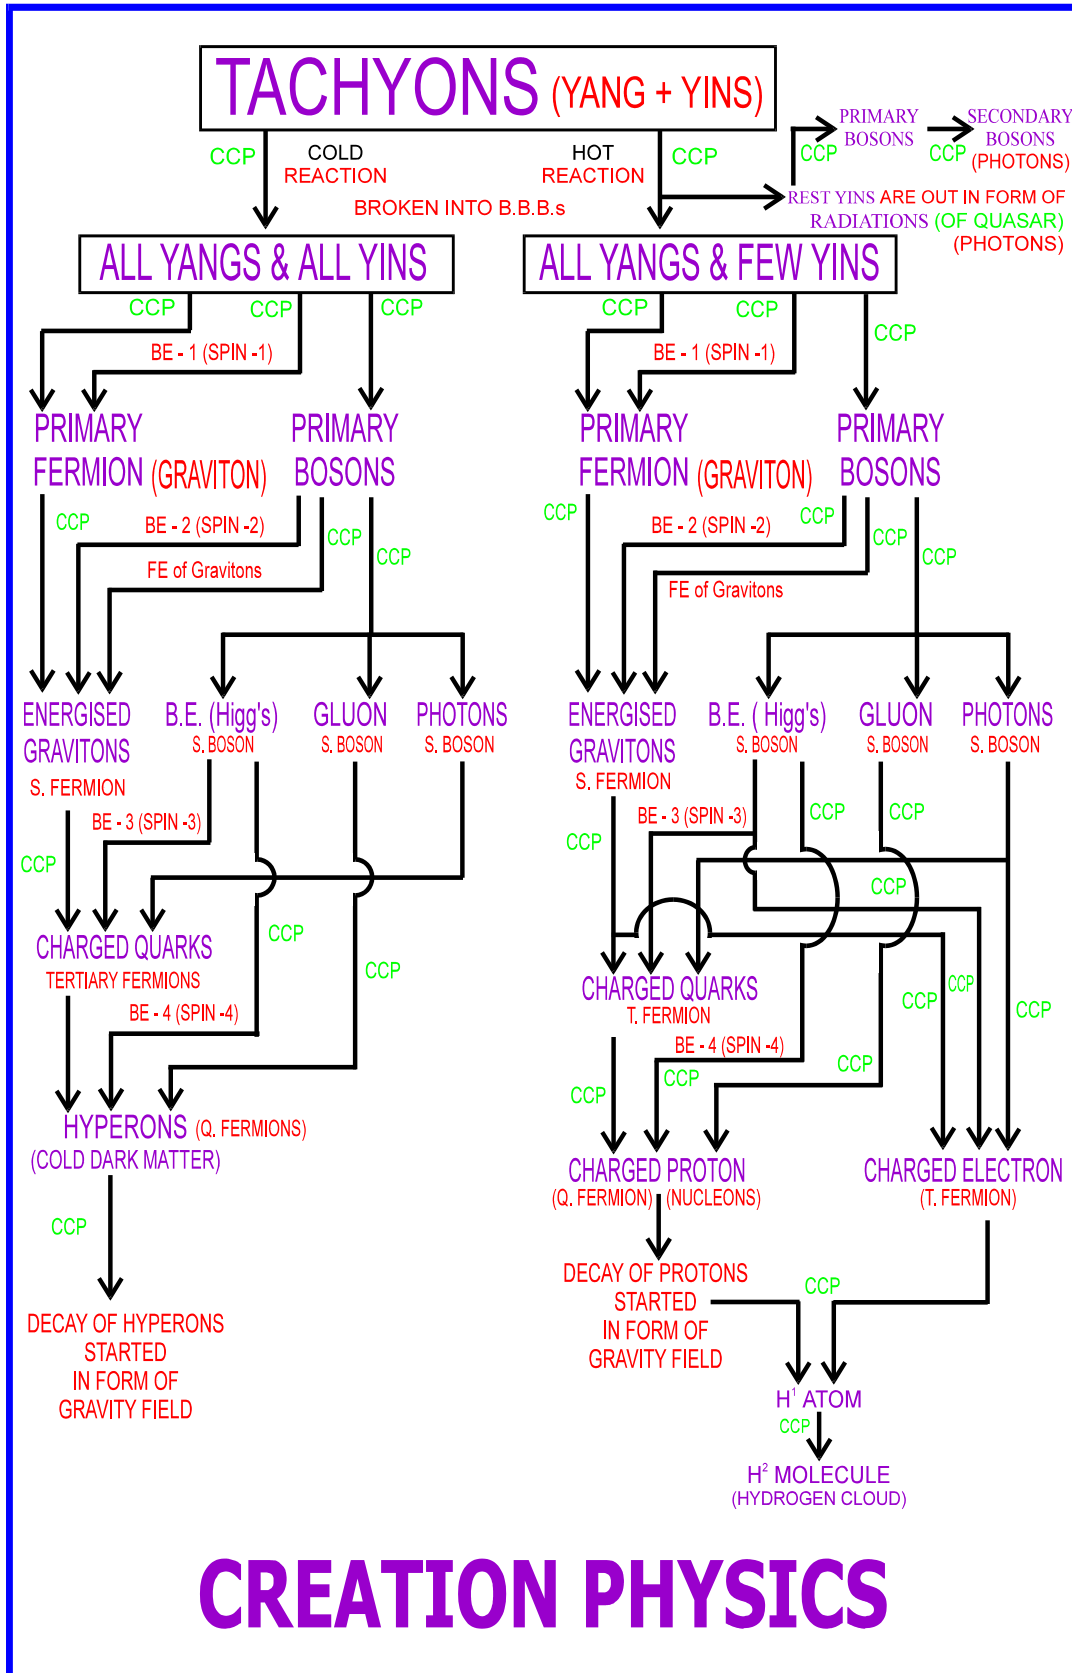 TACHYONS (YANG + YINS)
PRIMARY BOSONS
SECONDARY BOSONS (PHOTONS)
CCP
CCP
CCP
COLD
REACTION
HOT
REACTION
CCP
BROKEN INTO B.B.B.s
REST YINS ARE OUT IN FORM OF
RADIATIONS (OF QUASAR)
(PHOTONS)
ALL YANGS & ALL YINS
ALL YANGS & FEW YINS
CCP
CCP
CCP
CCP
CCP
CCP
BE - 1 (SPIN -1)
BE - 1 (SPIN -1)
PRIMARY
FERMION (GRAVITON)
PRIMARY
BOSONS
PRIMARY
FERMION (GRAVITON)
PRIMARY
BOSONS
CCP
BE - 2 (SPIN -2)
CCP
CCP
FE of Gravitons
CCP
BE - 2 (SPIN -2)
CCP
CCP
CCP
FE of Gravitons
ENERGISED
GRAVITONS
S. FERMION
B.E. (Higg's)
S. BOSON
GLUON
S. BOSON
PHOTONS
S. BOSON
ENERGISED
GRAVITONS
S. FERMION
B.E. ( Higg's)
S. BOSON
GLUON
S. BOSON
PHOTONS
S. BOSON
BE - 3 (SPIN -3)
CCP
BE - 3 (SPIN -3)
CCP
CCP
CCP
CCP
CHARGED QUARKS
TERTIARY FERMIONS
CCP
CCP
CHARGED QUARKS
T. FERMION
CCP
CCP
CCP
BE - 4 (SPIN -4)
BE - 4 (SPIN -4)
CCP
CCP
CCP
HYPERONS (Q. FERMIONS)
(COLD DARK MATTER)
CHARGED PROTON
(Q. FERMION) (NUCLEONS)
CHARGED ELECTRON
(T. FERMION)
CCP
DECAY OF HYPERONS
STARTED
IN FORM OF
GRAVITY FIELD
DECAY OF PROTONS
STARTED
IN FORM OF
GRAVITY FIELD
CCP
H¹ ATOM
CCP
H² MOLECULE
(HYDROGEN CLOUD)
CREATION PHYSICS